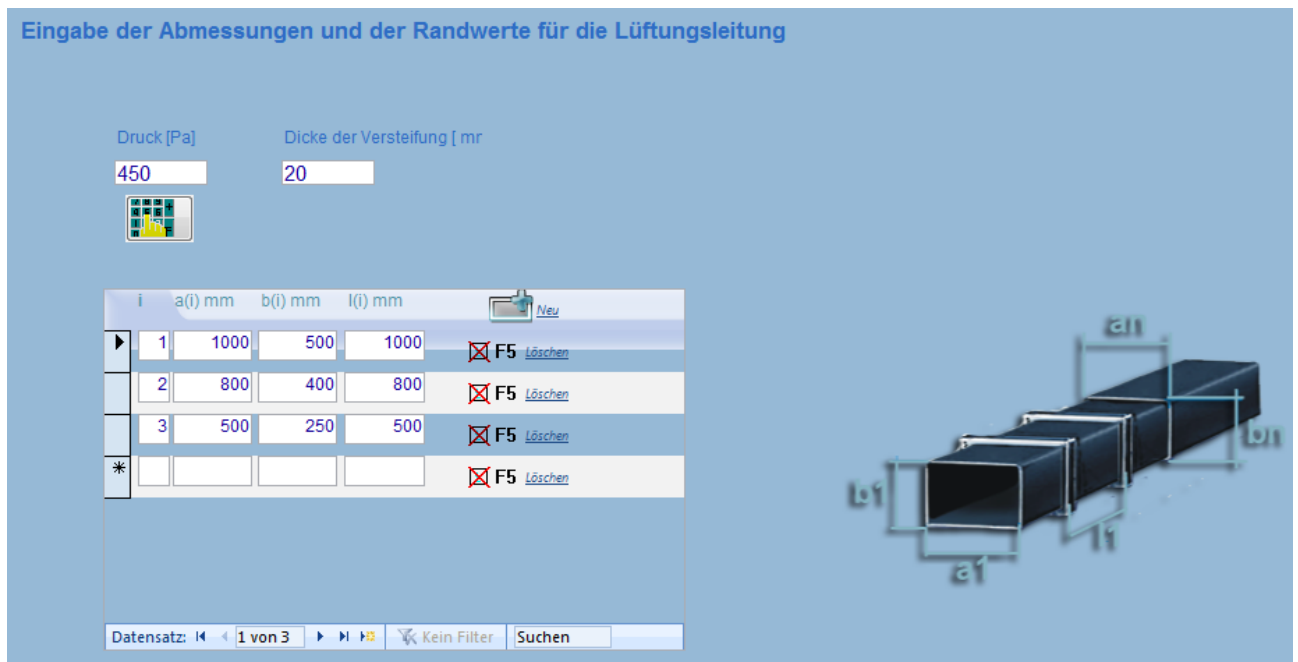 Eingabe der Abmessungen und der Randwerte für die Lüftungsleitung
Druck [Pa] Dicke der Versteifung [ mr
450 20
i a(i) mm b(i) mm l(i) mm Neu
1 1000 500 1000 F5 Löschen
2 800 400 800 F5 Löschen
3 500 250 500 F5 Löschen
* F5 Löschen
an
bn
b1
l1
a1
Datensatz: 1 von 3 Kein Filter Suchen